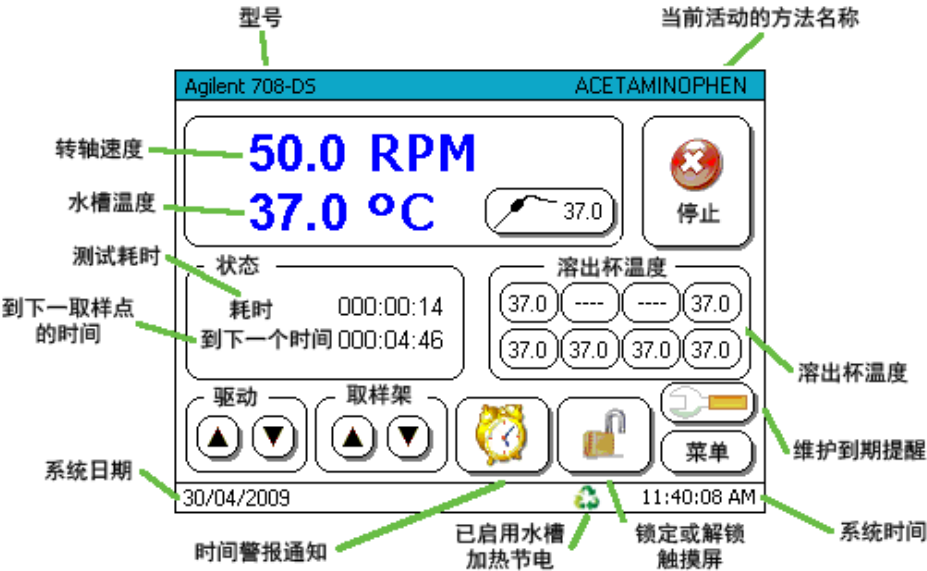 型号
当前活动的方法名称
Agilent 708-DS
ACETAMINOPHEN
转轴速度
50.0 RPM
水槽温度
37.0 ºC
37.0
停止
测试耗时
状态
耗时 000:00:14
到下一取样点
的时间
到下一个时间 000:04:46
溶出杯温度
37.0 ---- ---- 37.0
37.0 37.0 37.0 37.0
溶出杯温度
驱动
取样架
菜单
维护到期提醒
系统日期
30/04/2009
11:40:08 AM
系统时间
时间警报通知
已启用水槽
加热节电
锁定或解锁
触摸屏